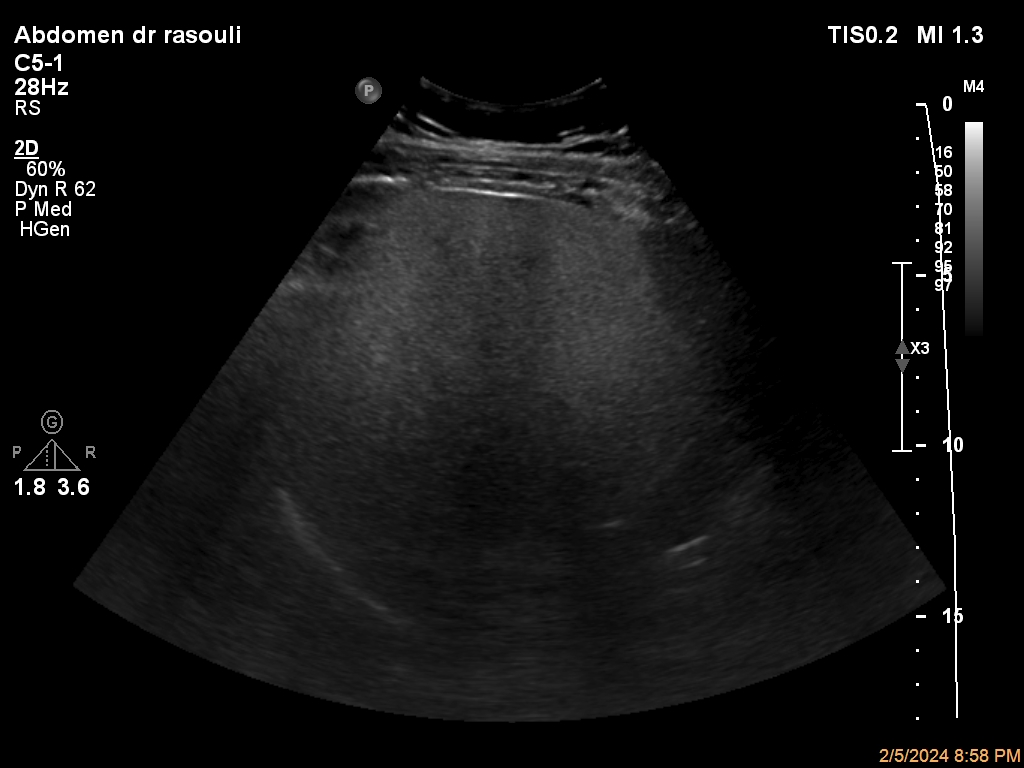 Abdomen dr rasouli
TIS0.2 MI 1.3
C5-1
28Hz
RS
2D
60%
Dyn R 62
P Med
HGen
P
M4
0
16
50
58
70
81
92
95
97
5
X3
10
15
G
P R
1.8 3.6
2/5/2024 8:58 PM